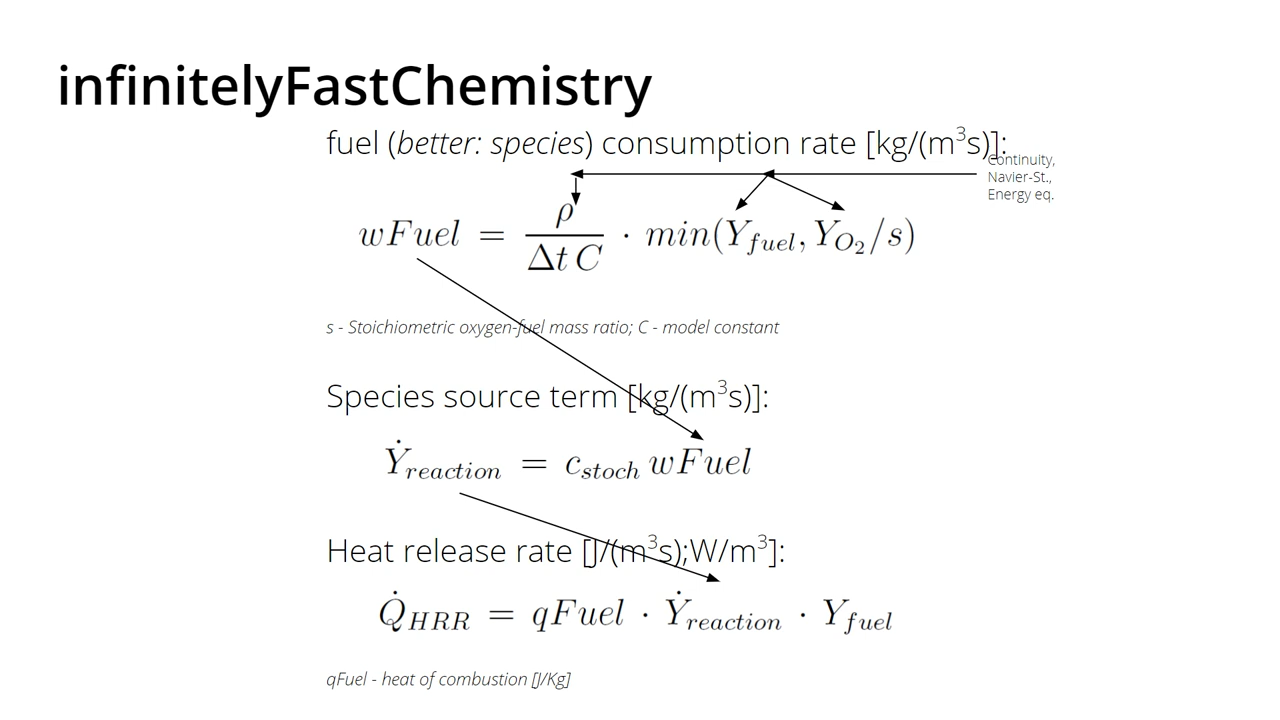 infinitelyFastChemistry
fuel (better: species) consumption rate [kg/(m³s)]:
Continuity,
Navier-St.,
Energy eq.
wFuel = ρ / (Δt C) · min(Y_fuel, Y_O₂/s)
s - Stoichiometric oxygen-fuel mass ratio; C - model constant
Species source term [kg/(m³s)]:
Ẏ_reaction = c_stoch wFuel
Heat release rate [J/(m³s);W/m³]:
Q̇_HRR = qFuel · Ẏ_reaction · Y_fuel
qFuel - heat of combustion [J/Kg]